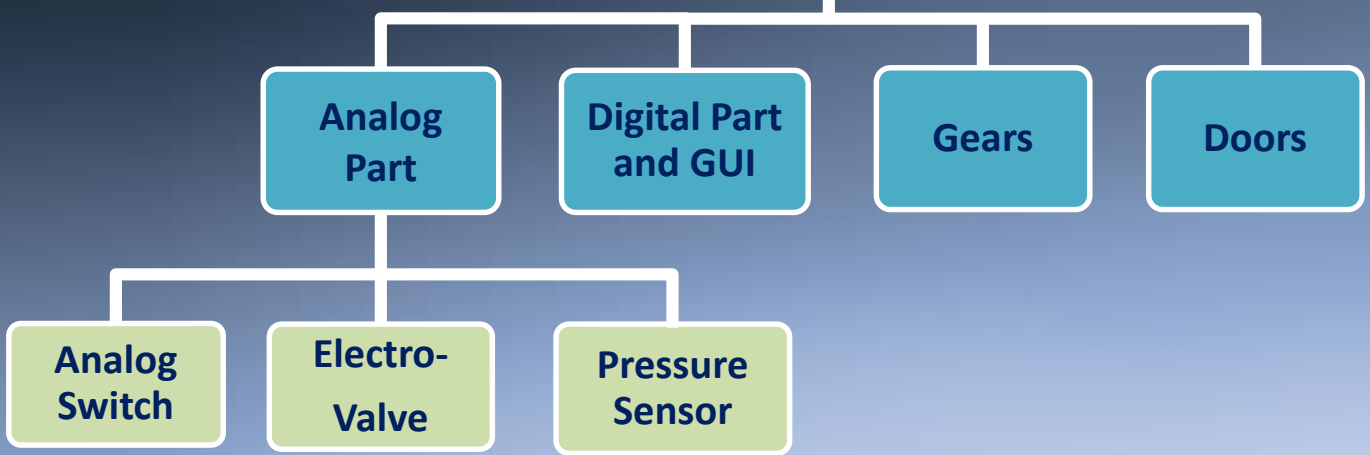 Analog
Part
Digital Part
and GUI
Gears
Doors
Analog
Switch
Electro-
Valve
Pressure
Sensor